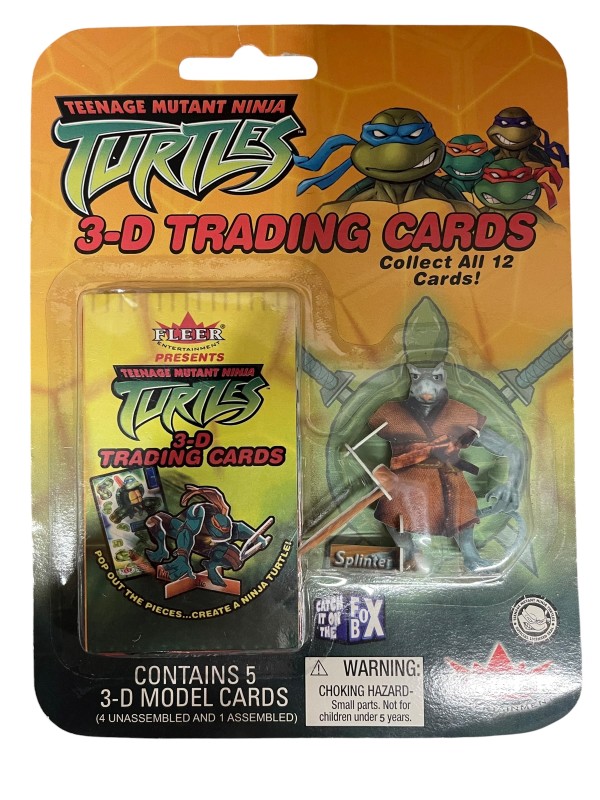 TEENAGE MUTANT NINJA
TURTLES™
3-D TRADING CARDS
Collect All 12
Cards!
FLEER®
ENTERTAINMENT
PRESENTS
TEENAGE MUTANT NINJA
TURTLES
3-D
TRADING CARDS
POP OUT THE PIECES...CREATE A NINJA TURTLE!
Splinter
CATCH
IT ON
THE
FOX
BOX
CONTAINS 5
3-D MODEL CARDS
(4 UNASSEMBLED AND 1 ASSEMBLED)
⚠ WARNING:
CHOKING HAZARD-
Small parts. Not for
children under 5 years.